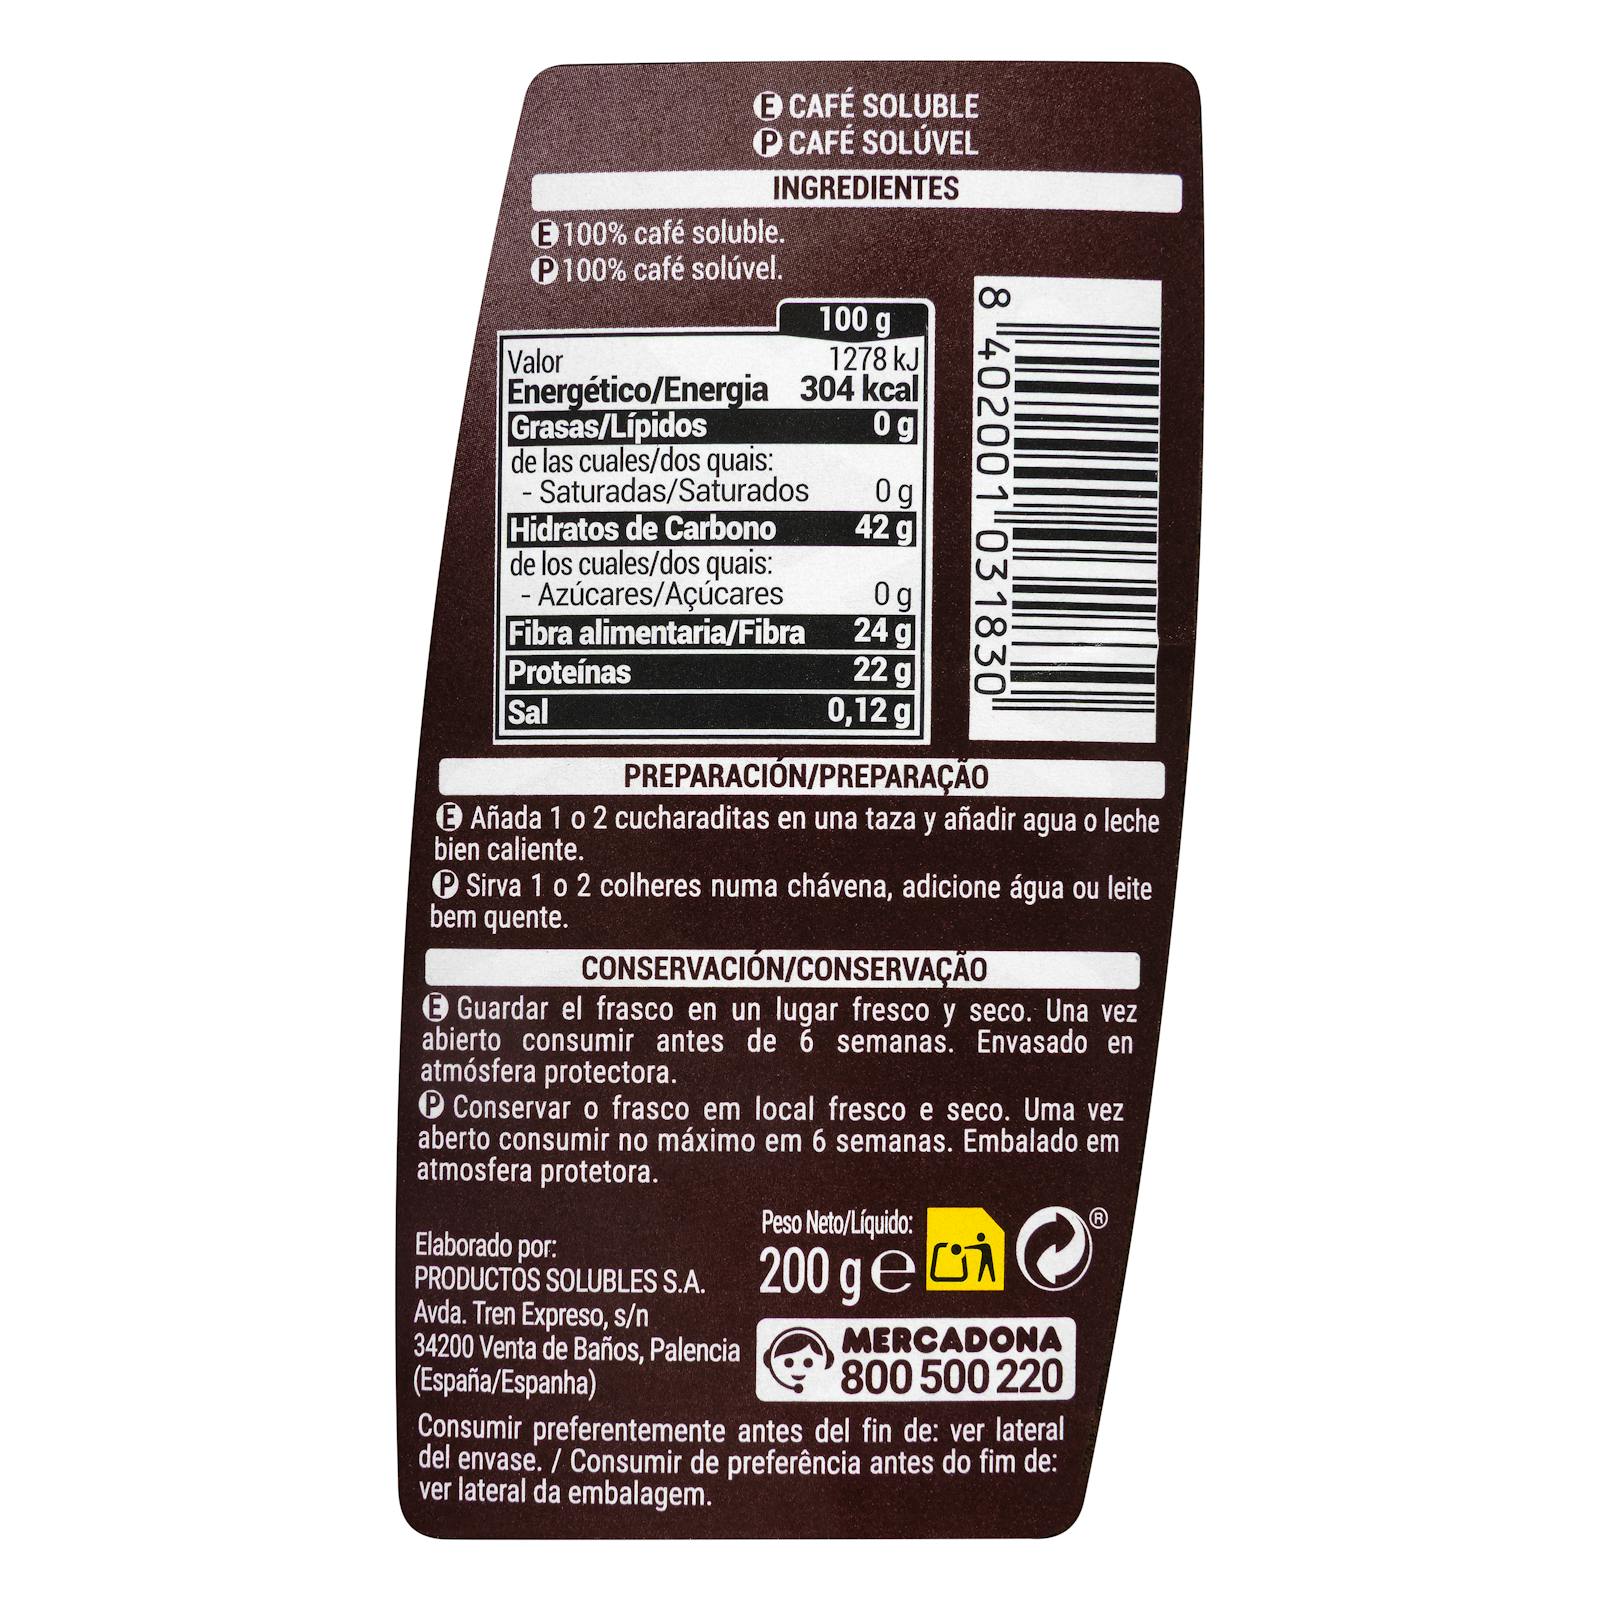 E CAFÉ SOLUBLE
P CAFÉ SOLÚVEL
INGREDIENTES
E 100% café soluble.
P 100% café solúvel.
100 g
Valor 1278 kJ
Energético/Energia 304 kcal
Grasas/Lípidos 0 g
de las cuales/dos quais:
- Saturadas/Saturados 0 g
Hidratos de Carbono 42 g
de los cuales/dos quais:
- Azúcares/Açúcares 0 g
Fibra alimentaria/Fibra 24 g
Proteínas 22 g
Sal 0,12 g
8 402001 031830
PREPARACIÓN/PREPARAÇÃO
E Añada 1 o 2 cucharaditas en una taza y añadir agua o leche
bien caliente.
P Sirva 1 o 2 colheres numa chávena, adicione água ou leite
bem quente.
CONSERVACIÓN/CONSERVAÇÃO
E Guardar el frasco en un lugar fresco y seco. Una vez
abierto consumir antes de 6 semanas. Envasado en
atmósfera protectora.
P Conservar o frasco em local fresco e seco. Uma vez
aberto consumir no máximo em 6 semanas. Embalado em
atmosfera protetora.
Elaborado por:
PRODUCTOS SOLUBLES S.A.
Avda. Tren Expreso, s/n
34200 Venta de Baños, Palencia
(España/Espanha)
Peso Neto/Líquido:
200 g e
®
MERCADONA
800 500 220
Consumir preferentemente antes del fin de: ver lateral
del envase. / Consumir de preferência antes do fim de:
ver lateral da embalagem.